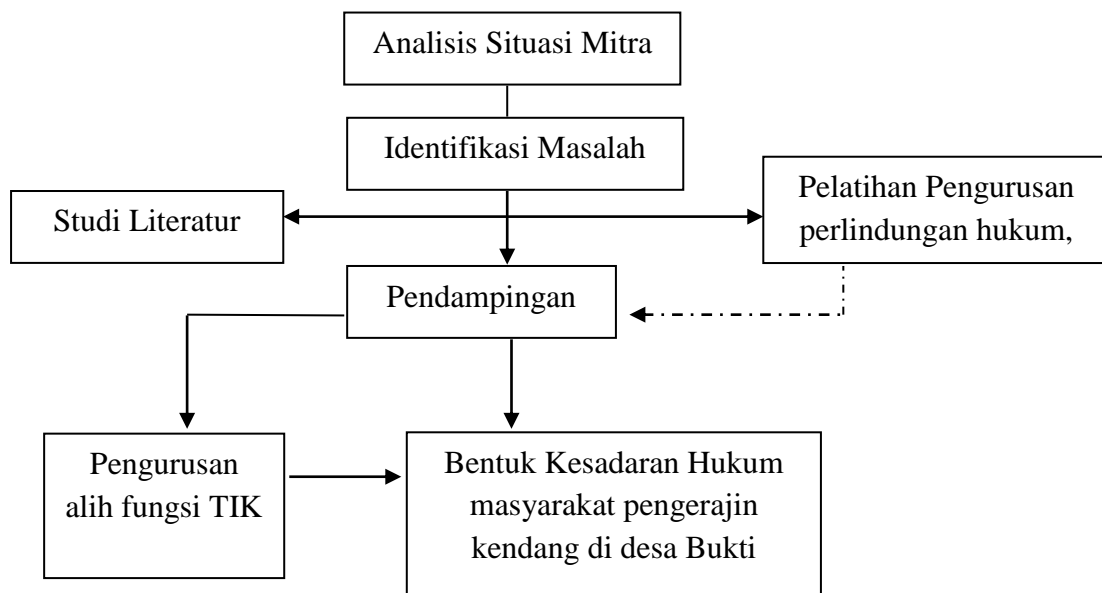 Analisis Situasi Mitra
Identifikasi Masalah
Studi Literatur
Pelatihan Pengurusan
perlindungan hukum,
Pendampingan
Pengurusan
alih fungsi TIK
Bentuk Kesadaran Hukum
masyarakat pengerajin
kendang di desa Bukti